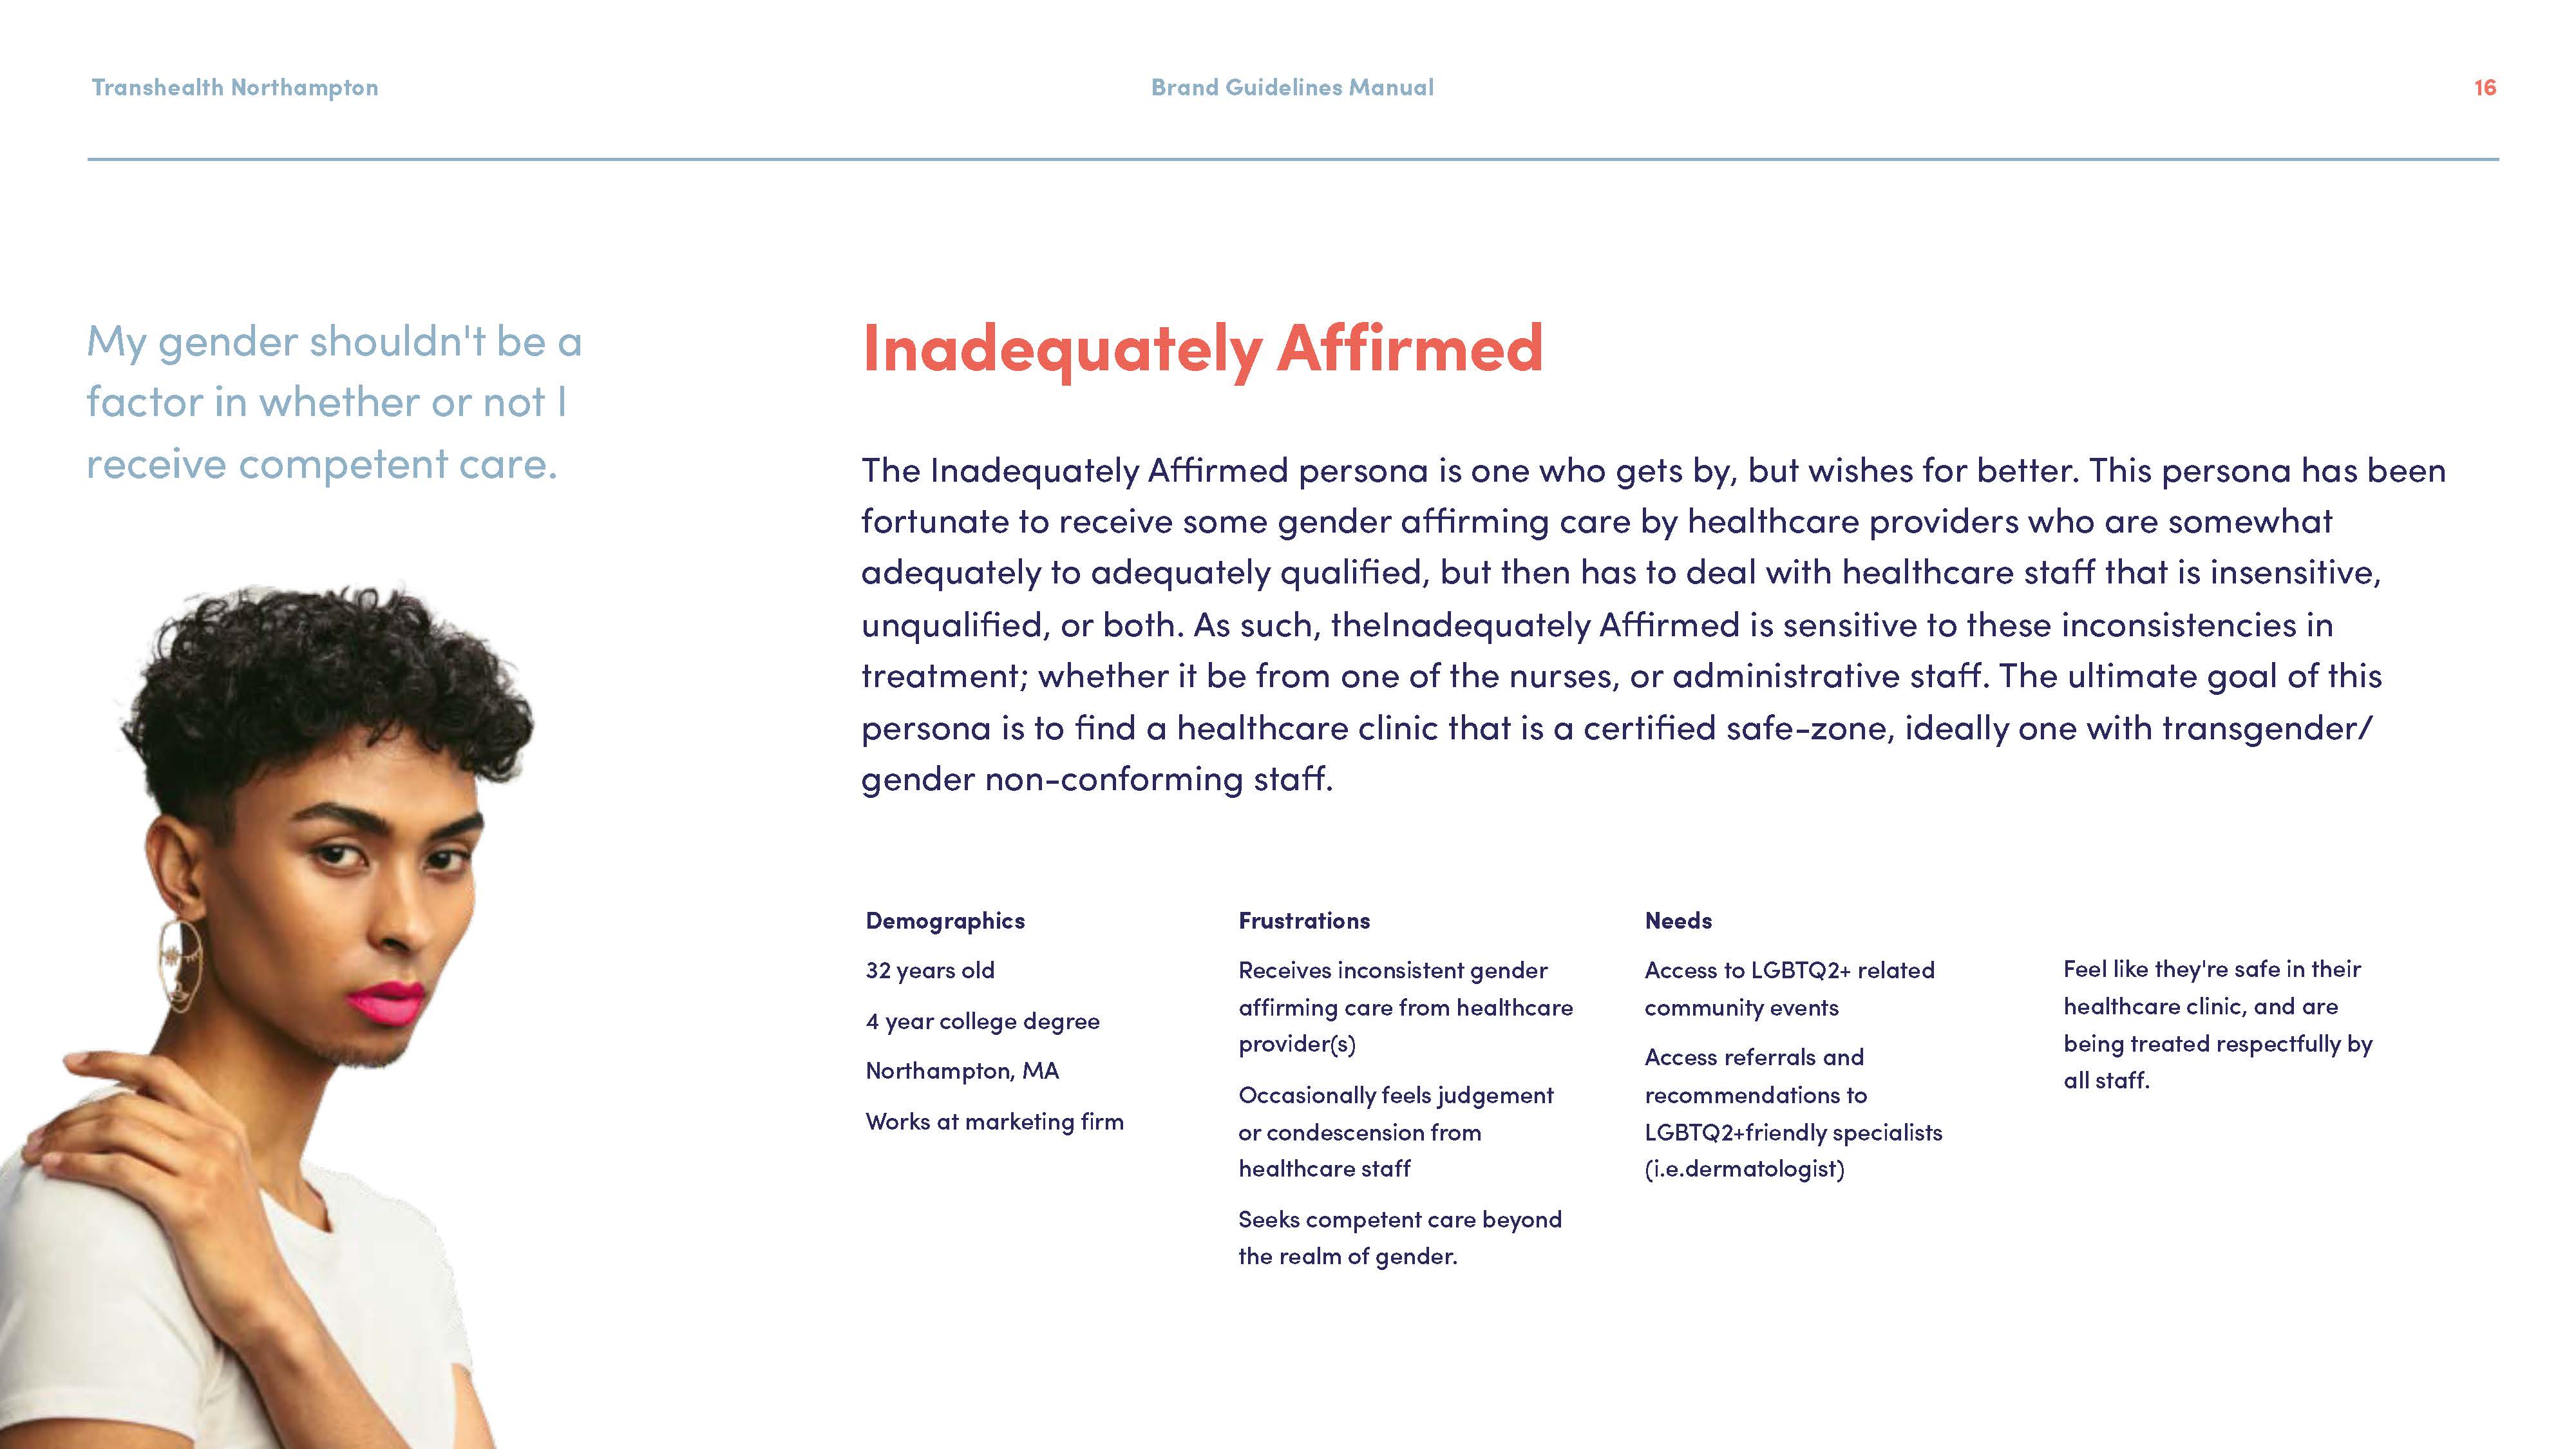 Transhealth Northampton
Brand Guidelines Manual
16
My gender shouldn't be a
factor in whether or not I
receive competent care.
Inadequately Affirmed
The Inadequately Affirmed persona is one who gets by, but wishes for better. This persona has been
fortunate to receive some gender affirming care by healthcare providers who are somewhat
adequately to adequately qualified, but then has to deal with healthcare staff that is insensitive,
unqualified, or both. As such, theInadequately Affirmed is sensitive to these inconsistencies in
treatment; whether it be from one of the nurses, or administrative staff. The ultimate goal of this
persona is to find a healthcare clinic that is a certified safe-zone, ideally one with transgender/
gender non-conforming staff.
Demographics
32 years old
4 year college degree
Northampton, MA
Works at marketing firm
Frustrations
Receives inconsistent gender
affirming care from healthcare
provider(s)
Occasionally feels judgement
or condescension from
healthcare staff
Seeks competent care beyond
the realm of gender.
Needs
Access to LGBTQ2+ related
community events
Access referrals and
recommendations to
LGBTQ2+friendly specialists
(i.e.dermatologist)
Feel like they're safe in their
healthcare clinic, and are
being treated respectfully by
all staff.